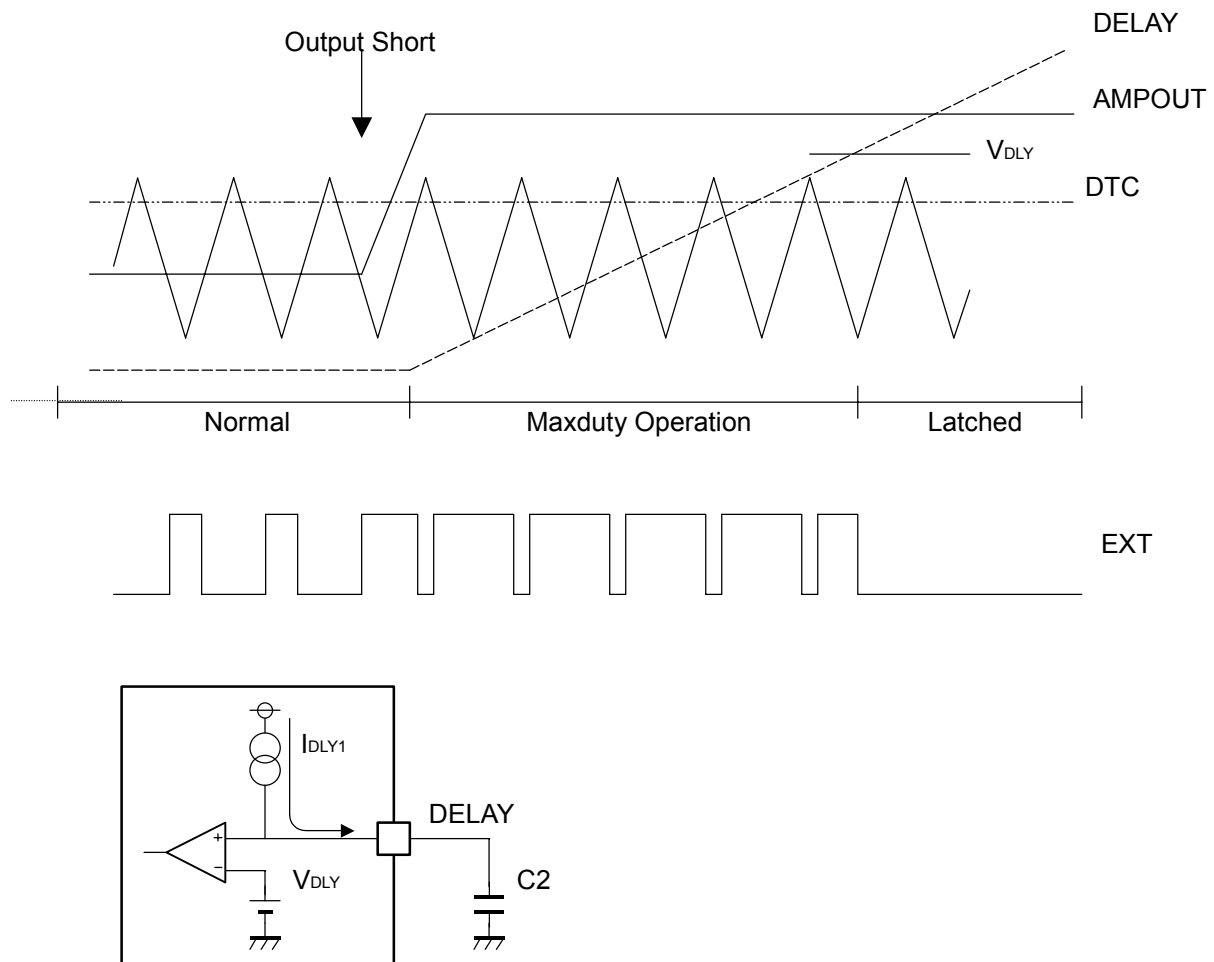 DELAY
Output Short
AMPOUT
VDLY
DTC
Normal
Maxduty Operation
Latched
EXT
IDLY1
DELAY
+
−
VDLY
C2